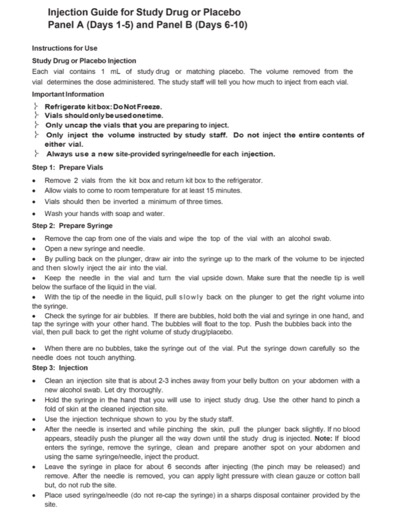 Injection Guide for Study Drug or Placebo
Panel A (Days 1-5) and Panel B (Days 6-10)
Instructions for Use
Study Drug or Placebo Injection
Each vial contains 1 mL of study drug or matching placebo. The volume removed from the
vial determines the dose administered. The study staff will tell you how much to inject from each vial.
Important Information
Refrigerate kit box: Do Not Freeze.
Vials should only be used one time.
Only uncap the vials that you are preparing to inject.
Only inject the volume instructed by study staff. Do not inject the entire contents of
either vial.
Always use a new site-provided syringe/needle for each injection.
Step 1: Prepare Vials
• Remove 2 vials from the kit box and return kit box to the refrigerator.
• Allow vials to come to room temperature for at least 15 minutes.
• Vials should then be inverted a minimum of three times.
• Wash your hands with soap and water.
Step 2: Prepare Syringe
• Remove the cap from one of the vials and wipe the top of the vial with an alcohol swab.
• Open a new syringe and needle.
• By pulling back on the plunger, draw air into the syringe up to the mark of the volume to be injected
and then slowly inject the air into the vial.
• Keep the needle in the vial and turn the vial upside down. Make sure that the needle tip is well
below the surface of the liquid in the vial.
• With the tip of the needle in the liquid, pull slowly back on the plunger to get the right volume into
the syringe.
• Check the syringe for air bubbles. If there are bubbles, hold both the vial and syringe in one hand, and
tap the syringe with your other hand. The bubbles will float to the top. Push the bubbles back into the
vial, then pull back to get the right volume of study drug/placebo.
• When there are no bubbles, take the syringe out of the vial. Put the syringe down carefully so the
needle does not touch anything.
Step 3: Injection
• Clean an injection site that is about 2-3 inches away from your belly button on your abdomen with a
new alcohol swab. Let dry thoroughly.
• Hold the syringe in the hand that you will use to inject study drug. Use the other hand to pinch a
fold of skin at the cleaned injection site.
• Use the injection technique shown to you by the study staff.
• After the needle is inserted and while pinching the skin, pull the plunger back slightly. If no blood
appears, steadily push the plunger all the way down until the study drug is injected. Note: If blood
enters the syringe, remove the syringe, clean and prepare another spot on your abdomen and
using the same syringe/needle, inject the product.
• Leave the syringe in place for about 6 seconds after injecting (the pinch may be released) and
remove. After the needle is removed, you can apply light pressure with clean gauze or cotton ball
but, do not rub the site.
• Place used syringe/needle (do not re-cap the syringe) in a sharps disposal container provided by the
site.